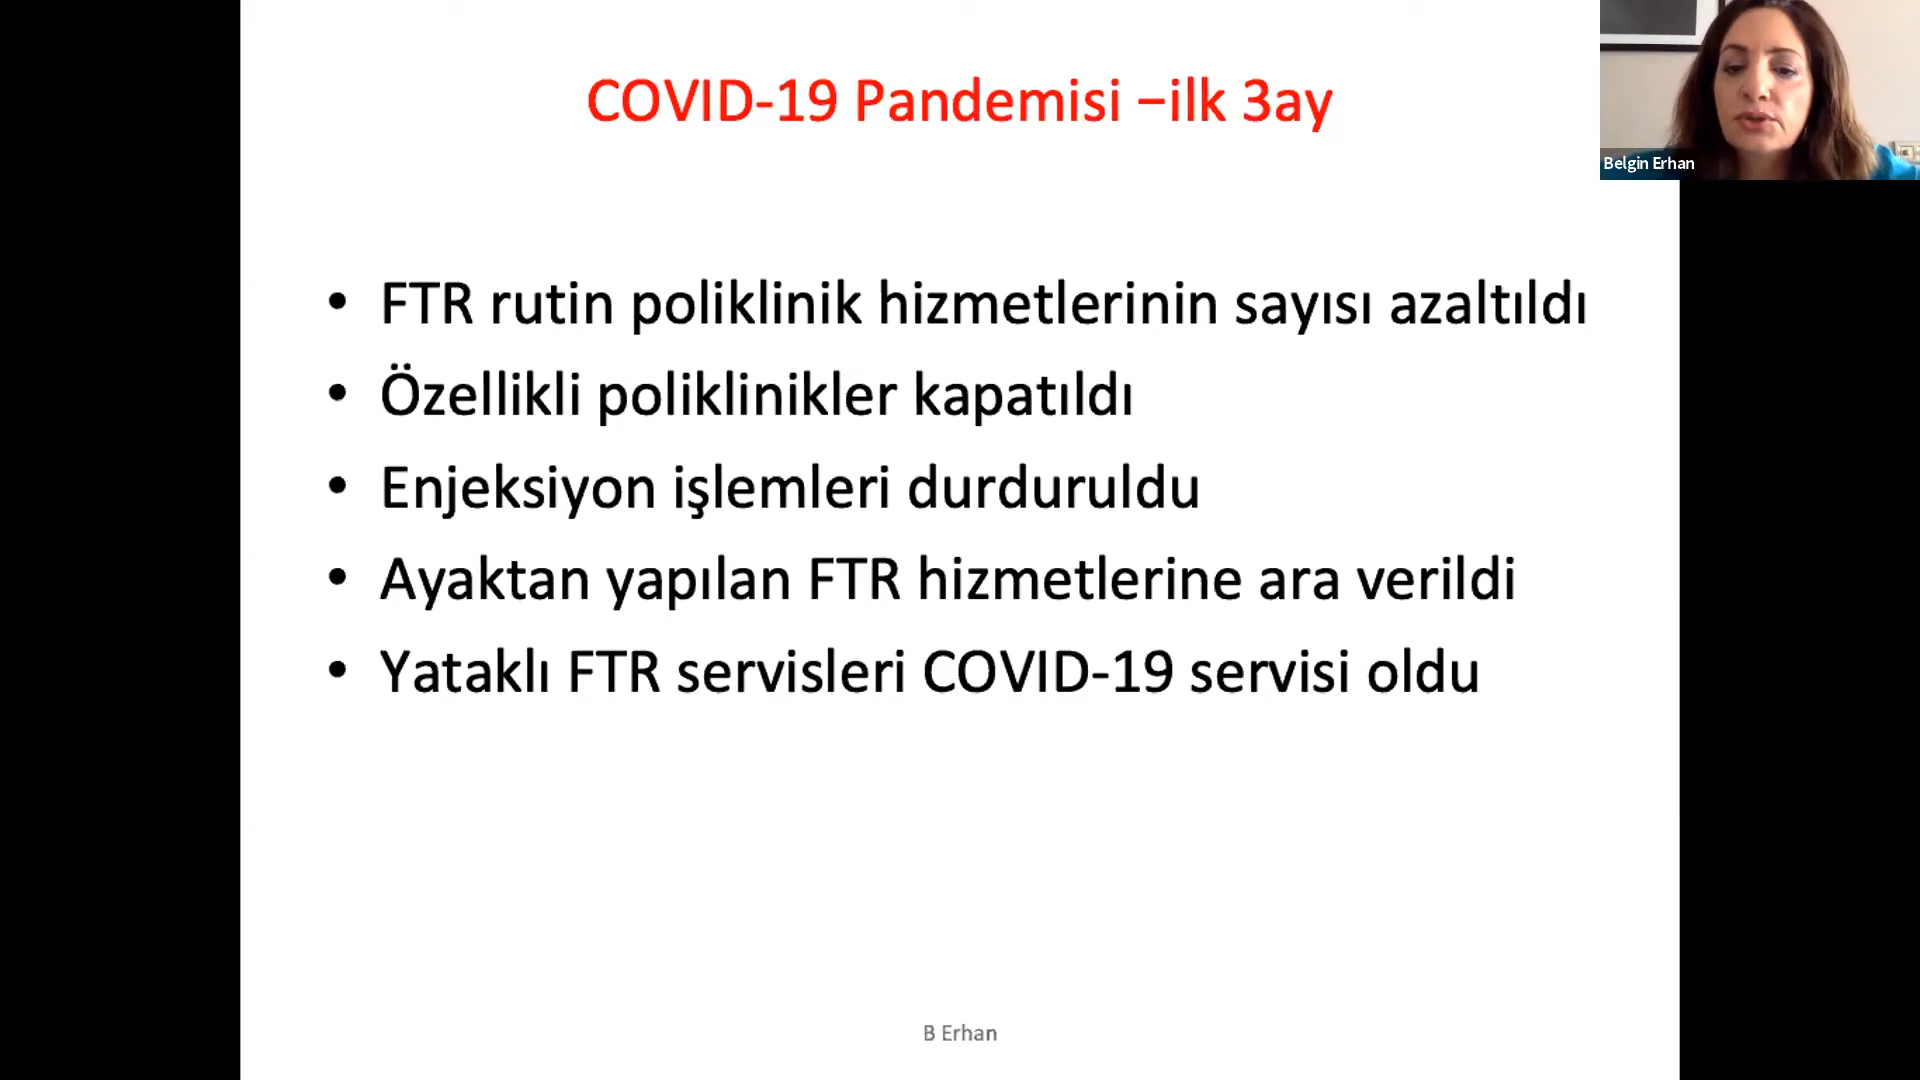 COVID-19 Pandemisi –ilk 3ay
Belgin Erhan
• FTR rutin poliklinik hizmetlerinin sayısı azaltıldı
• Özellikli poliklinikler kapatıldı
• Enjeksiyon işlemleri durduruldu
• Ayaktan yapılan FTR hizmetlerine ara verildi
• Yataklı FTR servisleri COVID-19 servisi oldu
B Erhan